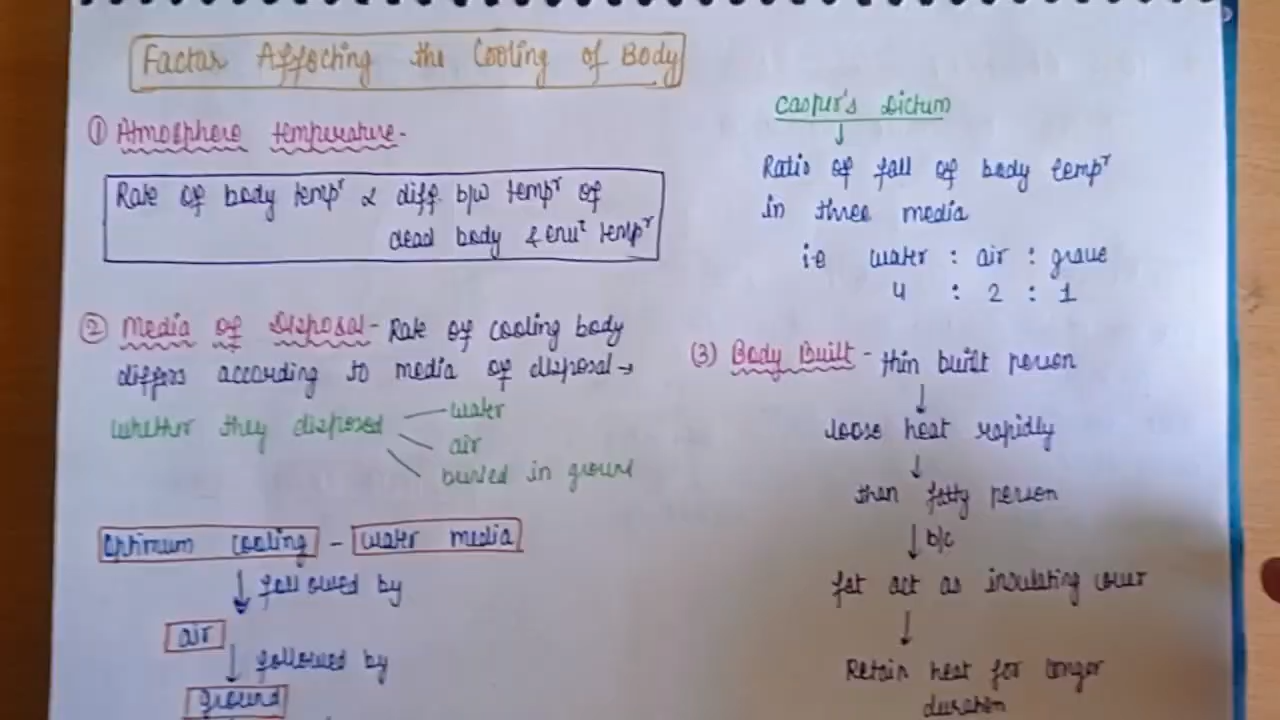 Factor Affecting the Cooling of Body
① Atmosphere temperature-
Rate of body tempʳ ∝ diff. b/w tempʳ of
dead body & envᵗ tempʳ
② Media of Disposal - Rate of cooling body
differs according to media of disposal →
whether they disposed
water
air
buried in ground
Optimum cooling - water media
↓ followed by
air
↓ followed by
ground
Casper's Dictum
↓
Ratio of fall of body tempʳ
in three media
i.e water : air : grave
4 : 2 : 1
(3) Body Built - thin built person
↓
loose heat rapidly
↓
than fatty person
↓ b/c
fat act as insulating cover
↓
Retain heat for longer
duration